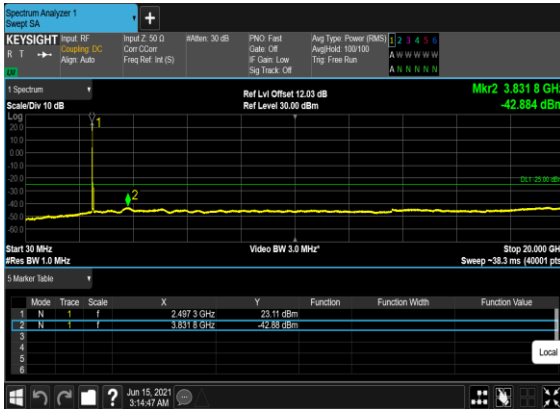 Spectrum Analyzer 1
Swept SA
+
KEYSIGHT
R T
Input: RF
Coupling: DC
Align: Auto
Input Z: 50 Ω
Corr CCorr
Freq Ref: Int (S)
#Atten: 30 dB
PNO: Fast
Gate: Off
IF Gain: Low
Sig Track: Off
Avg Type: Power (RMS)
Avg|Hold: 100/100
Trig: Free Run
1 2 3 4 5 6
A W W W W W
A N N N N N
1 Spectrum
Scale/Div 10 dB
Ref Lvl Offset 12.03 dB
Ref Level 30.00 dBm
Mkr2 3.831 8 GHz
-42.884 dBm
Log
20.0
10.0
0.00
-10.0
-20.0
-30.0
-40.0
-50.0
-60.0
1
2
DL1 -25.00 dBm
Start 30 MHz
#Res BW 1.0 MHz
Video BW 3.0 MHz*
Stop 20.000 GHz
Sweep ~38.3 ms (40001 pts)
5 Marker Table
Mode Trace Scale X Y Function Function Width Function Value
1 N 1 f 2.497 3 GHz 23.11 dBm
2 N 1 f 3.831 8 GHz -42.88 dBm
3
4
5
6
Local
?
Jun 15, 2021
3:14:47 AM